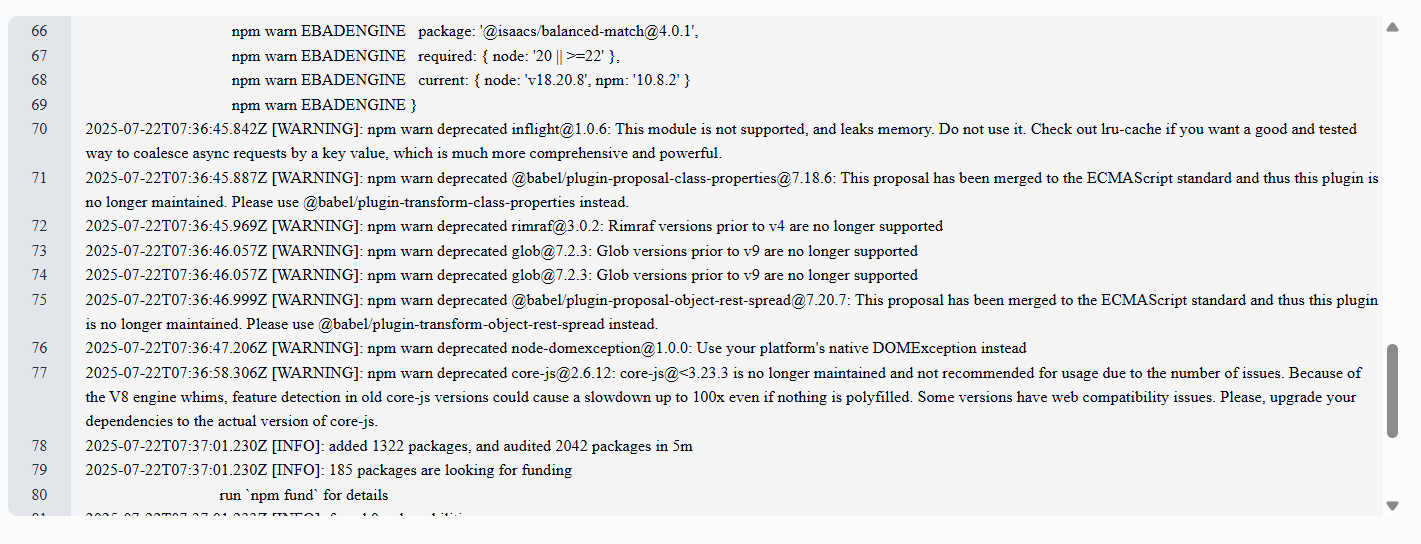 66 npm warn EBADENGINE   package: '@isaacs/balanced-match@4.0.1',
67 npm warn EBADENGINE   required: { node: '20 || >=22' },
68 npm warn EBADENGINE   current: { node: 'v18.20.8', npm: '10.8.2' }
69 npm warn EBADENGINE }
70 2025-07-22T07:36:45.842Z [WARNING]: npm warn deprecated inflight@1.0.6: This module is not supported, and leaks memory. Do not use it. Check out lru-cache if you want a good and tested
way to coalesce async requests by a key value, which is much more comprehensive and powerful.
71 2025-07-22T07:36:45.887Z [WARNING]: npm warn deprecated @babel/plugin-proposal-class-properties@7.18.6: This proposal has been merged to the ECMAScript standard and thus this plugin is
no longer maintained. Please use @babel/plugin-transform-class-properties instead.
72 2025-07-22T07:36:45.969Z [WARNING]: npm warn deprecated rimraf@3.0.2: Rimraf versions prior to v4 are no longer supported
73 2025-07-22T07:36:46.057Z [WARNING]: npm warn deprecated glob@7.2.3: Glob versions prior to v9 are no longer supported
74 2025-07-22T07:36:46.057Z [WARNING]: npm warn deprecated glob@7.2.3: Glob versions prior to v9 are no longer supported
75 2025-07-22T07:36:46.999Z [WARNING]: npm warn deprecated @babel/plugin-proposal-object-rest-spread@7.20.7: This proposal has been merged to the ECMAScript standard and thus this plugin
is no longer maintained. Please use @babel/plugin-transform-object-rest-spread instead.
76 2025-07-22T07:36:47.206Z [WARNING]: npm warn deprecated node-domexception@1.0.0: Use your platform's native DOMException instead
77 2025-07-22T07:36:58.306Z [WARNING]: npm warn deprecated core-js@2.6.12: core-js@<3.23.3 is no longer maintained and not recommended for usage due to the number of issues. Because of
the V8 engine whims, feature detection in old core-js versions could cause a slowdown up to 100x even if nothing is polyfilled. Some versions have web compatibility issues. Please, upgrade your
dependencies to the actual version of core-js.
78 2025-07-22T07:37:01.230Z [INFO]: added 1322 packages, and audited 2042 packages in 5m
79 2025-07-22T07:37:01.230Z [INFO]: 185 packages are looking for funding
80 run `npm fund` for details